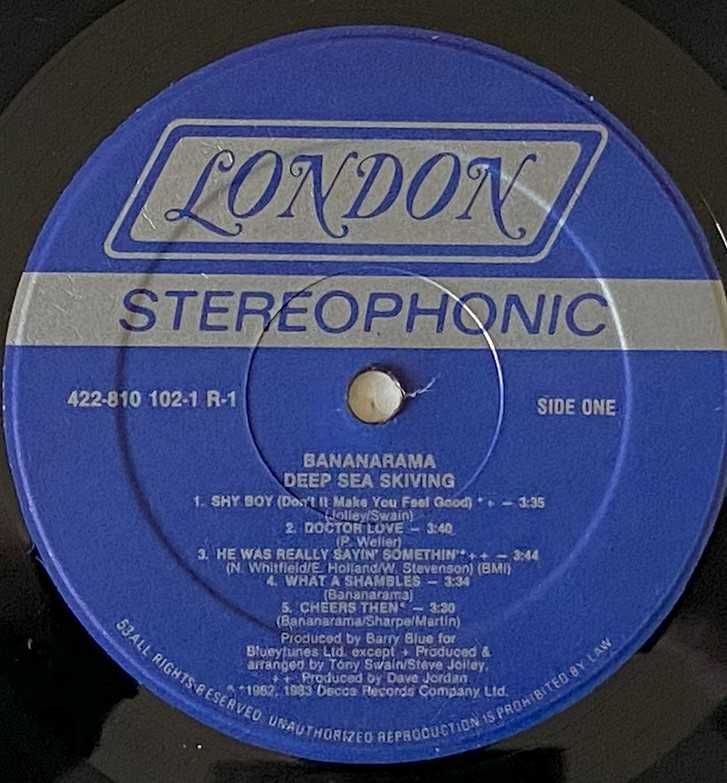 LONDON
STEREOPHONIC
422-810 102-1 R-1
SIDE ONE
BANANARAMA
DEEP SEA SKIVING
1. SHY BOY (Don't It Make You Feel Good) * + – 3:35
(Jolley/Swain)
2. DOCTOR LOVE – 3:40
(P. Weller)
3. HE WAS REALLY SAYIN' SOMETHIN'* + + – 3:44
(N. Whitfield/E. Holland/W. Stevenson) (BMI)
4. WHAT A SHAMBLES – 3:34
(Bananarama)
5. CHEERS THEN* – 3:30
(Bananarama/Sharpe/Martin)
Produced by Barry Blue for
Blueytunes Ltd. except + Produced &
arranged by Tony Swain/Steve Jolley,
+ + Produced by Dave Jordan
* 1982, 1983 Decca Records Company Ltd.
53 ALL RIGHTS RESERVED. UNAUTHORIZED REPRODUCTION IS PROHIBITED BY LAW